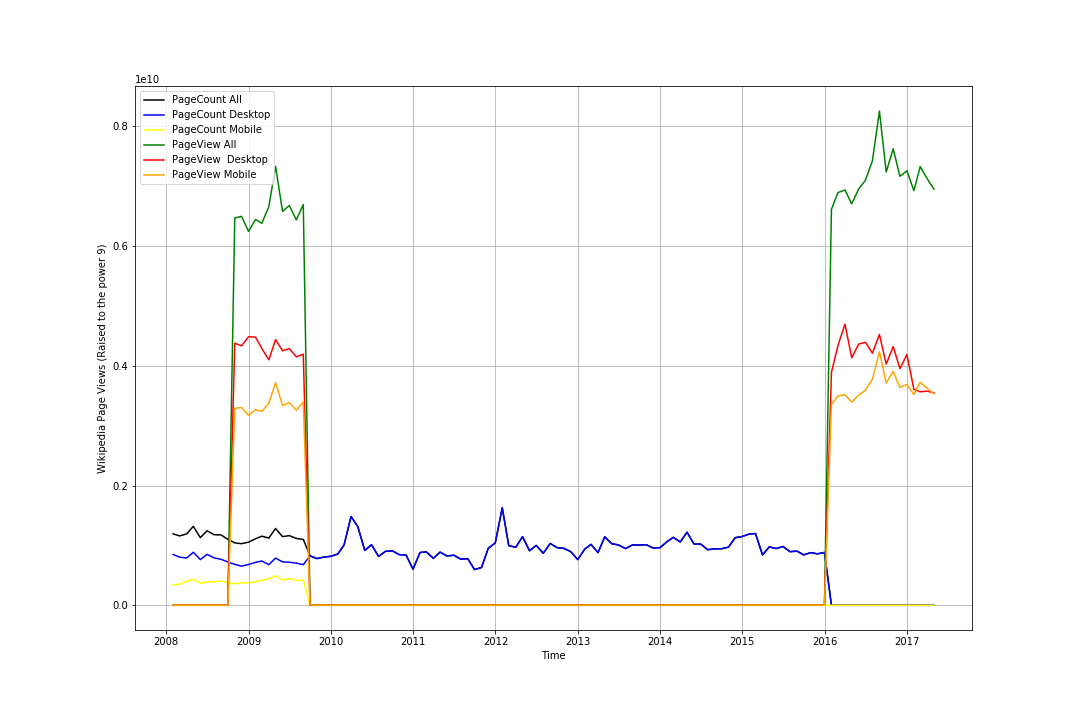 1e10
PageCount All
PageCount Desktop
PageCount Mobile
PageView All
PageView  Desktop
PageView Mobile
0.8
0.6
0.4
0.2
0.0
Wikipedia Page Views (Raised to the power 9)
2008 2009 2010 2011 2012 2013 2014 2015 2016 2017
Time